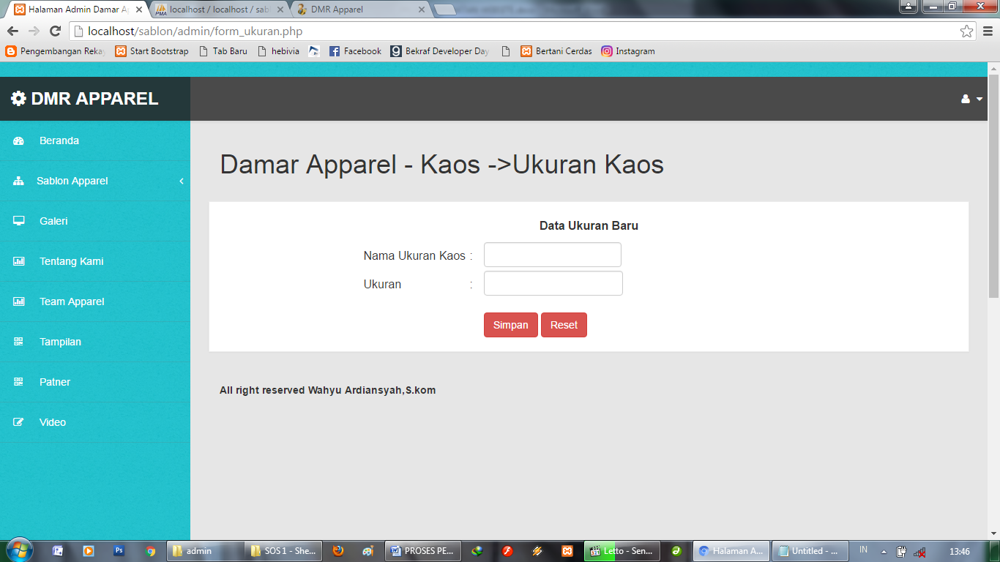 Halaman Admin Damar A
localhost / localhost / sab
DMR Apparel
localhost/sablon/admin/form_ukuran.php
Pengembangan Reka
Start Bootstrap
Tab Baru
hebivia
Facebook
Bekraf Developer Day
Bertani Cerdas
Instagram
DMR APPAREL
Beranda
Sablon Apparel
Galeri
Tentang Kami
Team Apparel
Tampilan
Patner
Video
Damar Apparel - Kaos ->Ukuran Kaos
Data Ukuran Baru
Nama Ukuran Kaos :
Ukuran :
Simpan Reset
All right reserved Wahyu Ardiansyah,S.kom
admin
SOS 1 - She...
PROSES PE...
Letto - Sen...
Halaman A...
Untitled - ...
IN
13:46